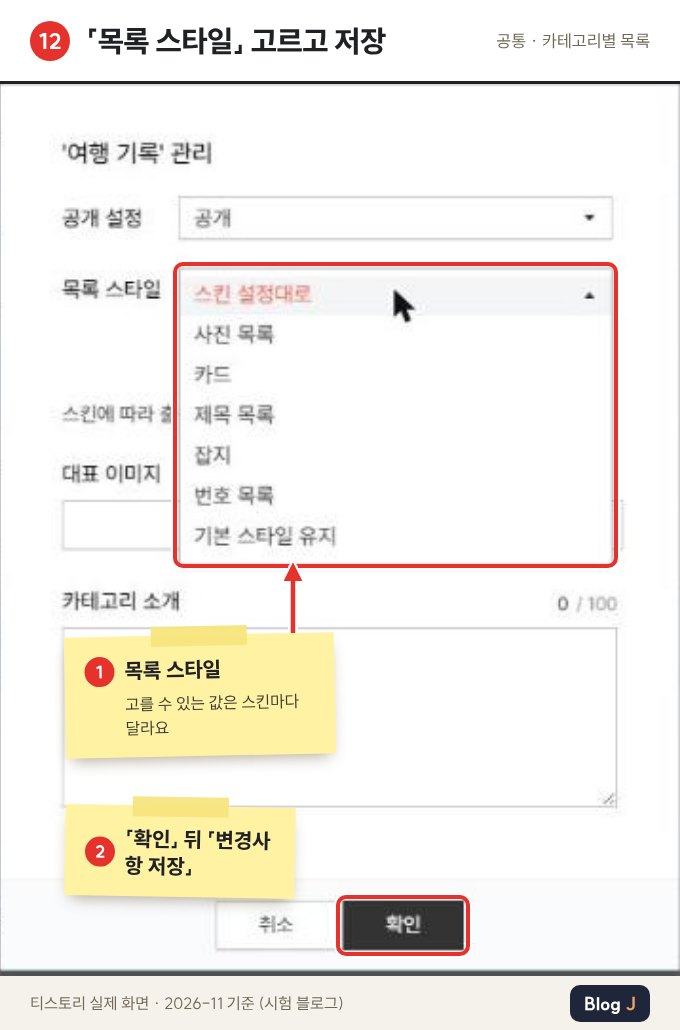 12 「목록 스타일」 고르고 저장
공통 · 카테고리별 목록
'여행 기록' 관리
공개 설정
공개
목록 스타일
스킨 설정대로
사진 목록
카드
제목 목록
잡지
번호 목록
기본 스타일 유지
스킨에 따라
대표 이미지
카테고리 소개
0 / 100
1 목록 스타일
고를 수 있는 값은 스킨마다
달라요
2 「확인」 뒤 「변경사
항 저장」
취소
확인
티스토리 실제 화면 · 2026-11 기준 (시험 블로그)
Blog J